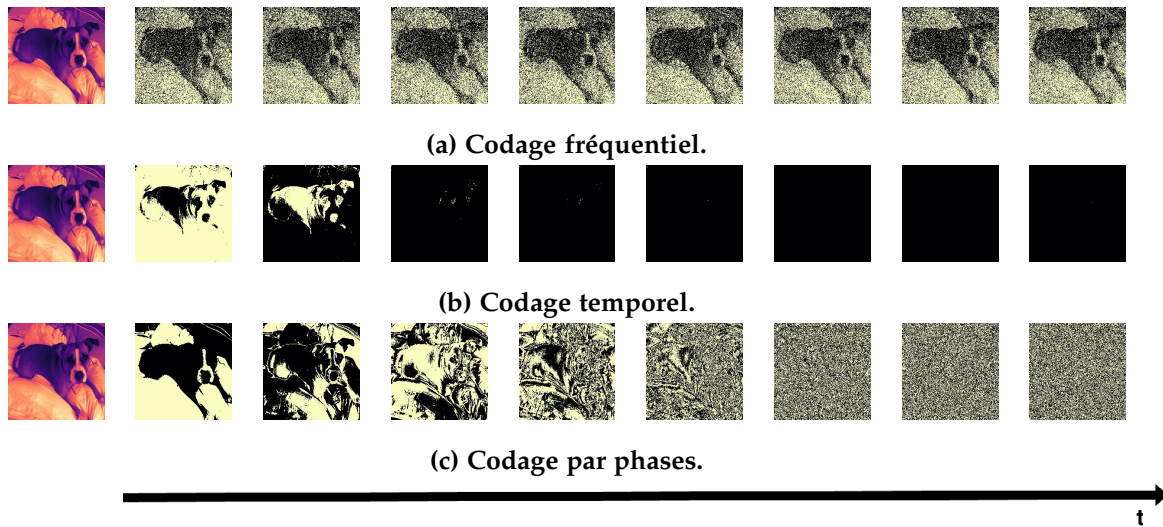 (a) Codage fréquentiel.
(b) Codage temporel.
(c) Codage par phases.
t